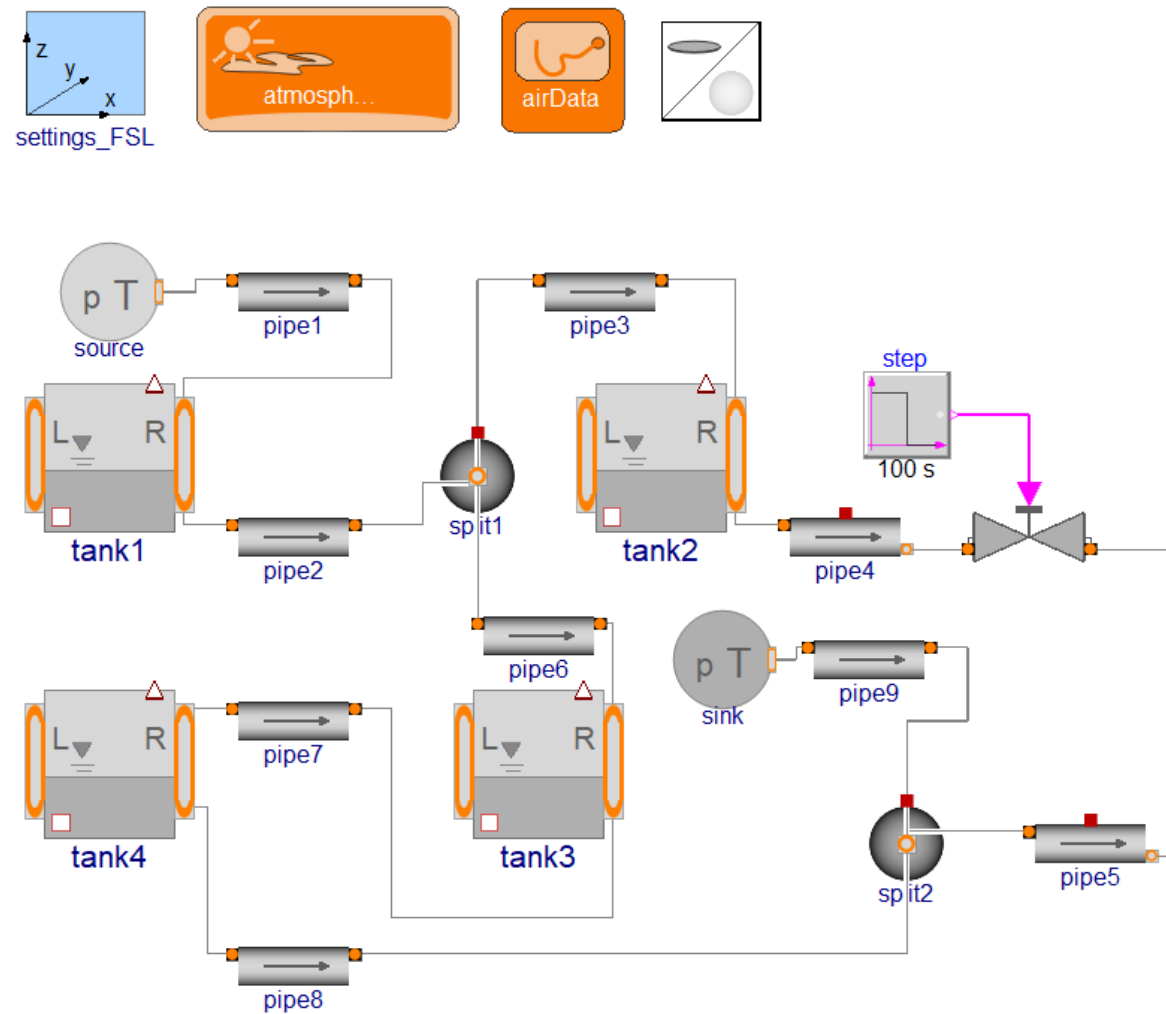 z
y
x
settings_FSL
atmosph...
airData
p T
source
pipe1
pipe3
step
100 s
L R
tank1
pipe2
split1
L R
tank2
pipe4
pipe6
p T
sink
pipe9
L R
tank4
pipe7
L R
tank3
split2
pipe5
pipe8